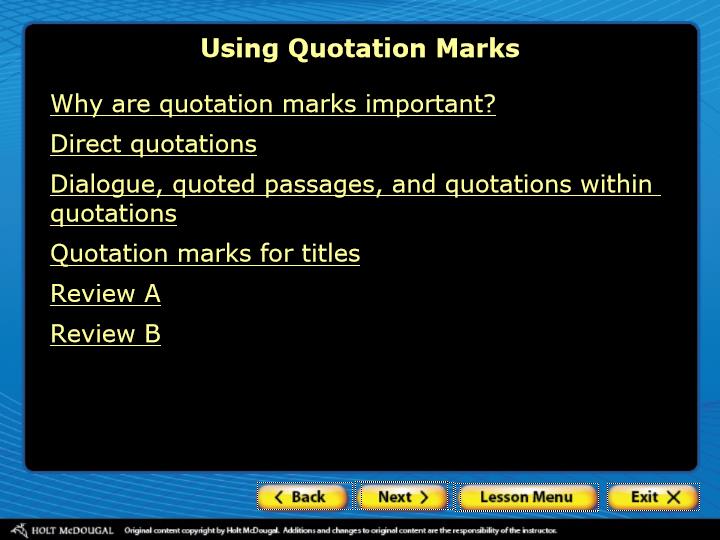 Using Quotation Marks
Why are quotation marks important?
Direct quotations
Dialogue, quoted passages, and quotations within
quotations
Quotation marks for titles
Review A
Review B
Back Next Lesson Menu Exit
HOLT McDOUGAL Original content copyright by Holt McDougal. Additions and changes to original content are the responsibility of the instructor.